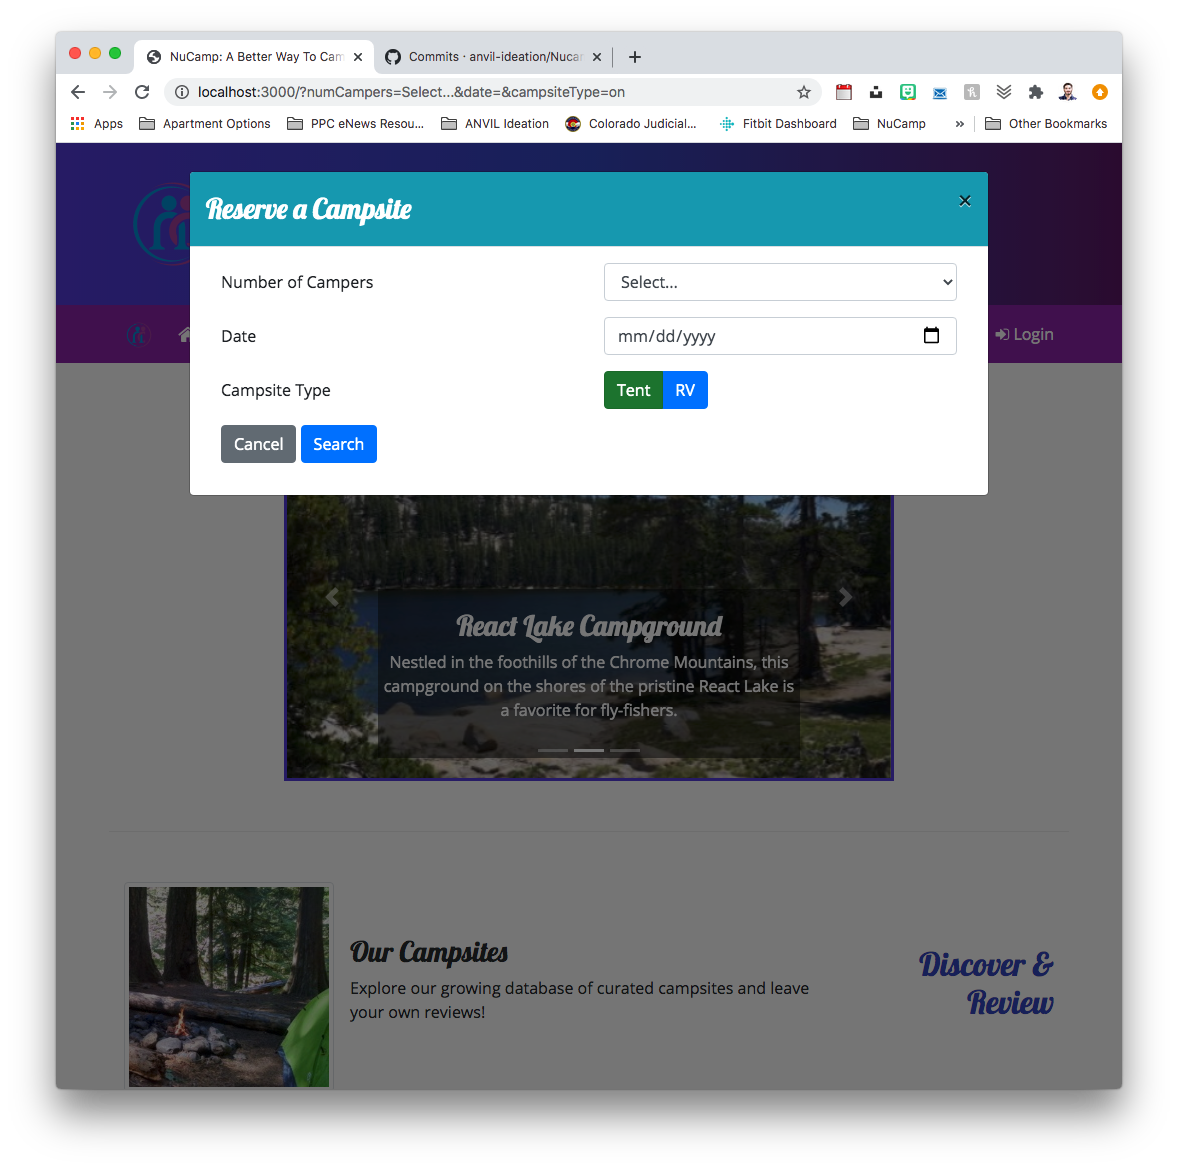 NuCamp: A Better Way To Cam
Commits · anvil-ideation/Nucam
localhost:3000/?numCampers=Select...&date=&campsiteType=on
Apps Apartment Options PPC eNews Resou... ANVIL Ideation Colorado Judicial... Fitbit Dashboard NuCamp » Other Bookmarks
Reserve a Campsite ×
Number of Campers Select...
Date mm/dd/yyyy
Login
Campsite Type Tent RV
Cancel Search
React Lake Campground
Nestled in the foothills of the Chrome Mountains, this
campground on the shores of the pristine React Lake is
a favorite for fly-fishers.
Our Campsites
Explore our growing database of curated campsites and leave
your own reviews!
Discover &
Review